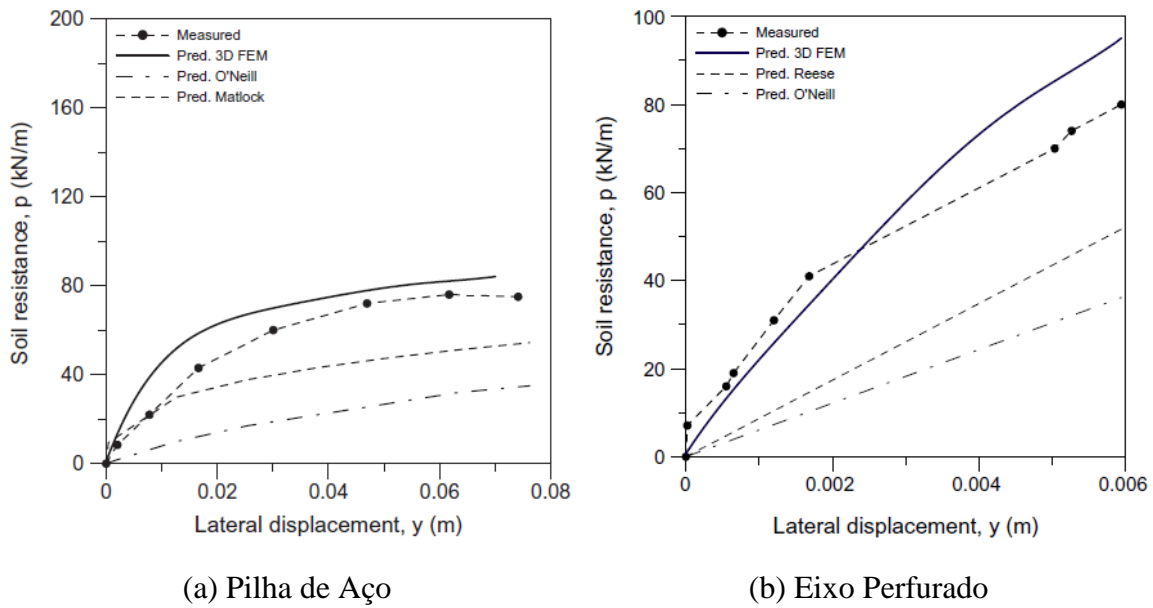 200
160
120
80
40
0
Soil resistance, p (kN/m)
Measured
Pred. 3D FEM
Pred. O'Neill
Pred. Matlock
0
0.02
0.04
0.06
0.08
Lateral displacement, y (m)
(a) Pilha de Aço
100
80
60
40
20
0
Soil resistance, p (kN/m)
Measured
Pred. 3D FEM
Pred. Reese
Pred. O'Neill
0
0.002
0.004
0.006
Lateral displacement, y (m)
(b) Eixo Perfurado